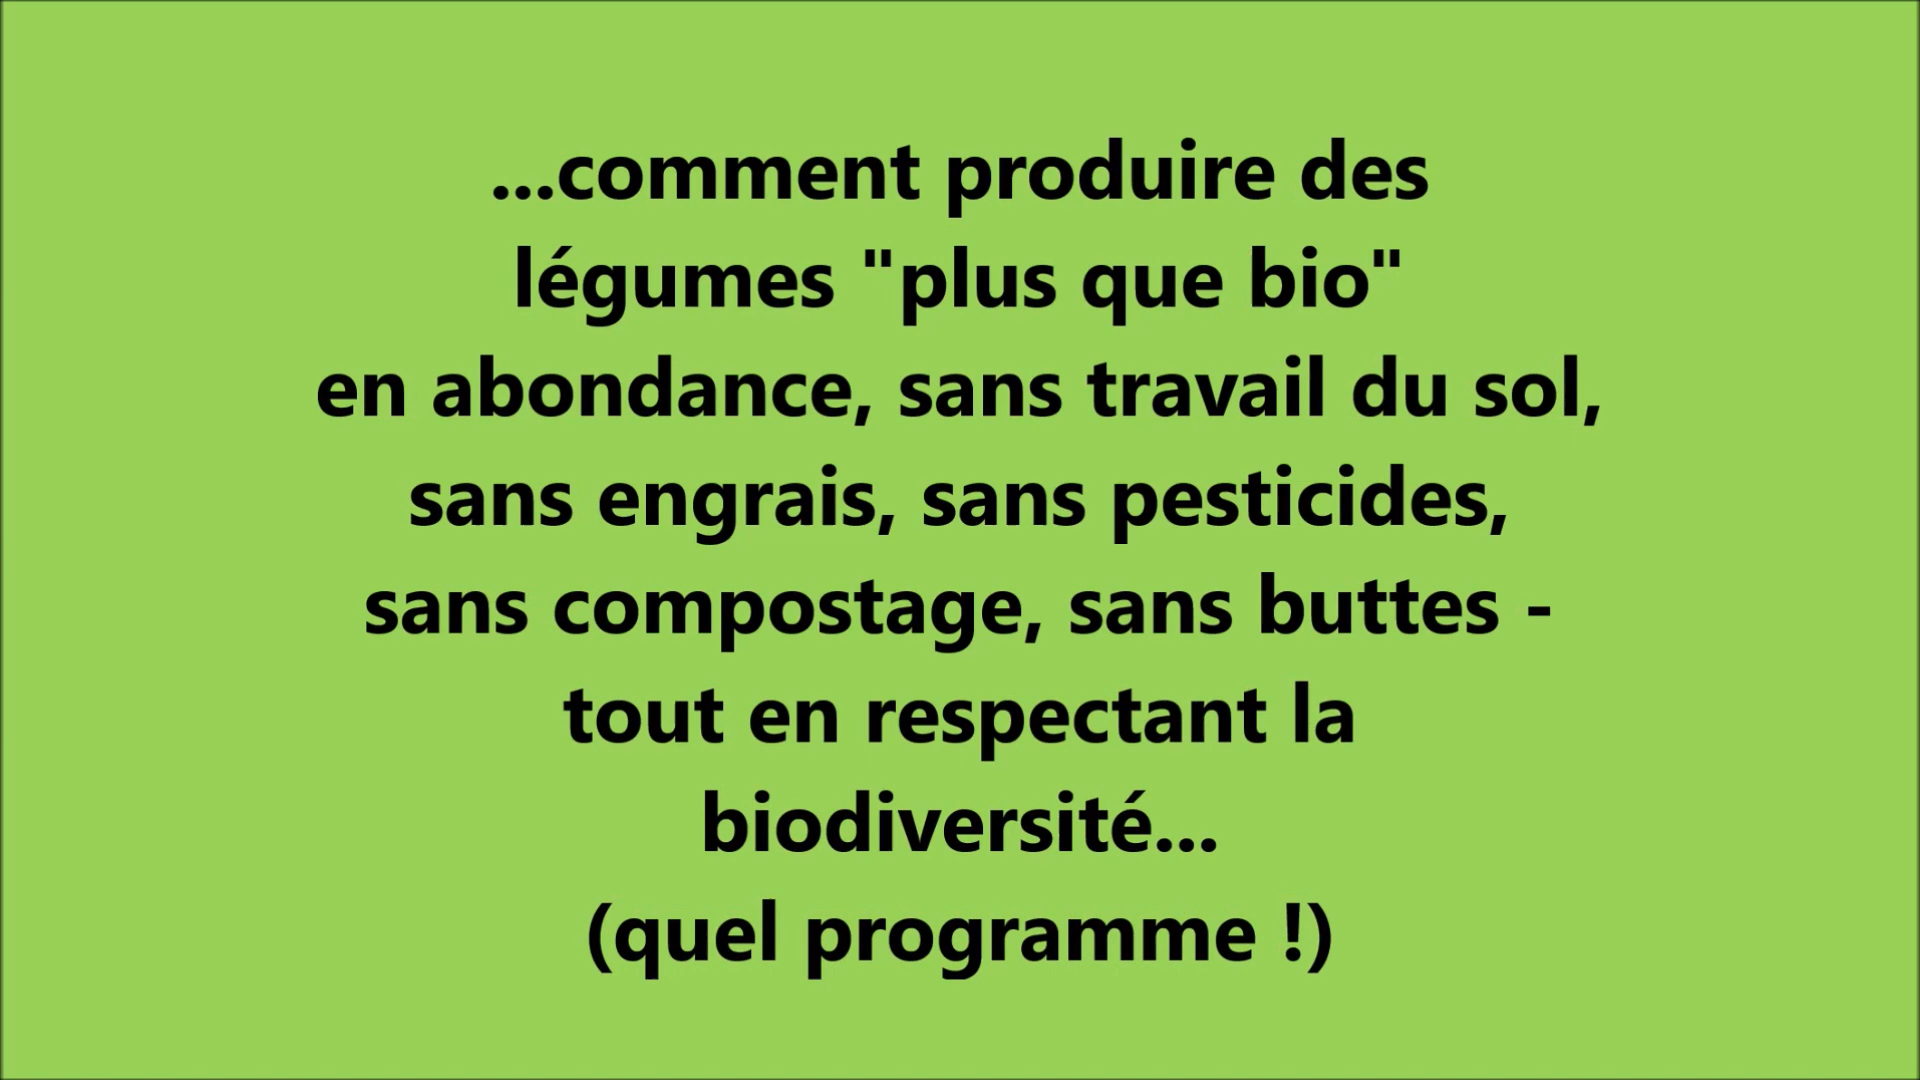 ...comment produire des
légumes "plus que bio"
en abondance, sans travail du sol,
sans engrais, sans pesticides,
sans compostage, sans buttes -
tout en respectant la
biodiversité...
(quel programme !)